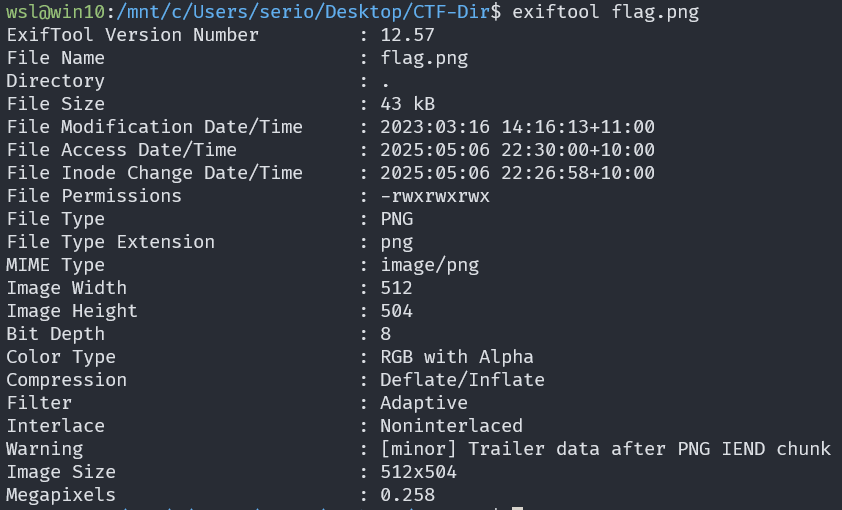 wsl@win10:/mnt/c/Users/serio/Desktop/CTF-Dir$ exiftool flag.png
ExifTool Version Number : 12.57
File Name : flag.png
Directory : .
File Size : 43 kB
File Modification Date/Time : 2023:03:16 14:16:13+11:00
File Access Date/Time : 2025:05:06 22:30:00+10:00
File Inode Change Date/Time : 2025:05:06 22:26:58+10:00
File Permissions : -rwxrwxrwx
File Type : PNG
File Type Extension : png
MIME Type : image/png
Image Width : 512
Image Height : 504
Bit Depth : 8
Color Type : RGB with Alpha
Compression : Deflate/Inflate
Filter : Adaptive
Interlace : Noninterlaced
Warning : [minor] Trailer data after PNG IEND chunk
Image Size : 512x504
Megapixels : 0.258